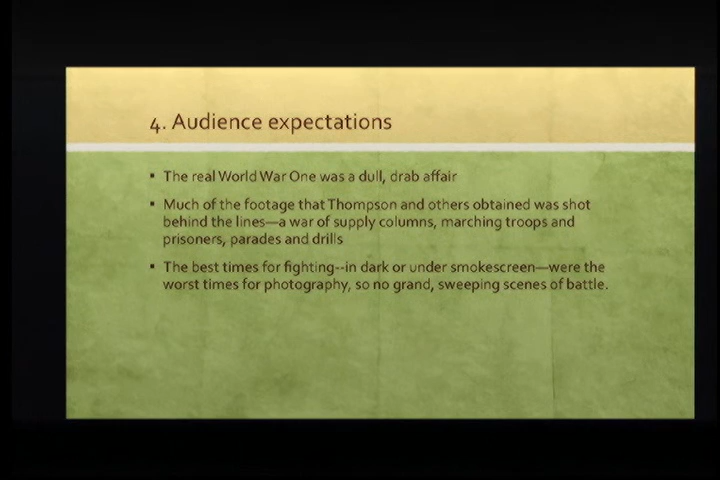 4. Audience expectations
▪ The real World War One was a dull, drab affair
▪ Much of the footage that Thompson and others obtained was shot
behind the lines—a war of supply columns, marching troops and
prisoners, parades and drills
▪ The best times for fighting--in dark or under smokescreen—were the
worst times for photography, so no grand, sweeping scenes of battle.